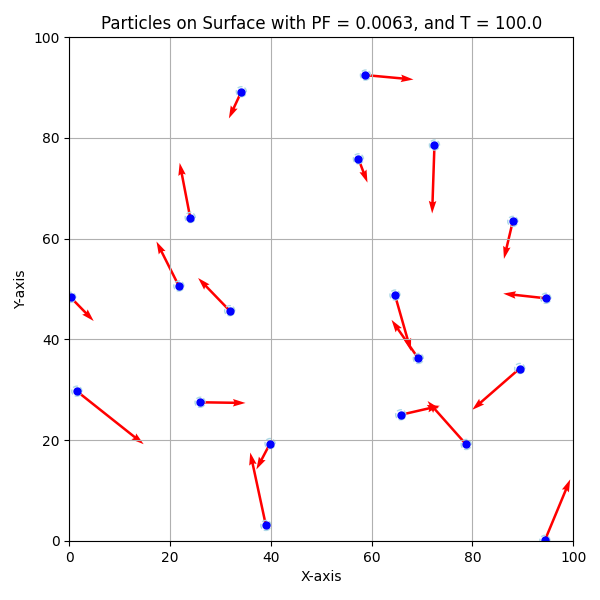 Particles on Surface with PF = 0.0063, and T = 100.0
100
80
60
40
20
0
Y-axis
0 20 40 60 80 100
X-axis